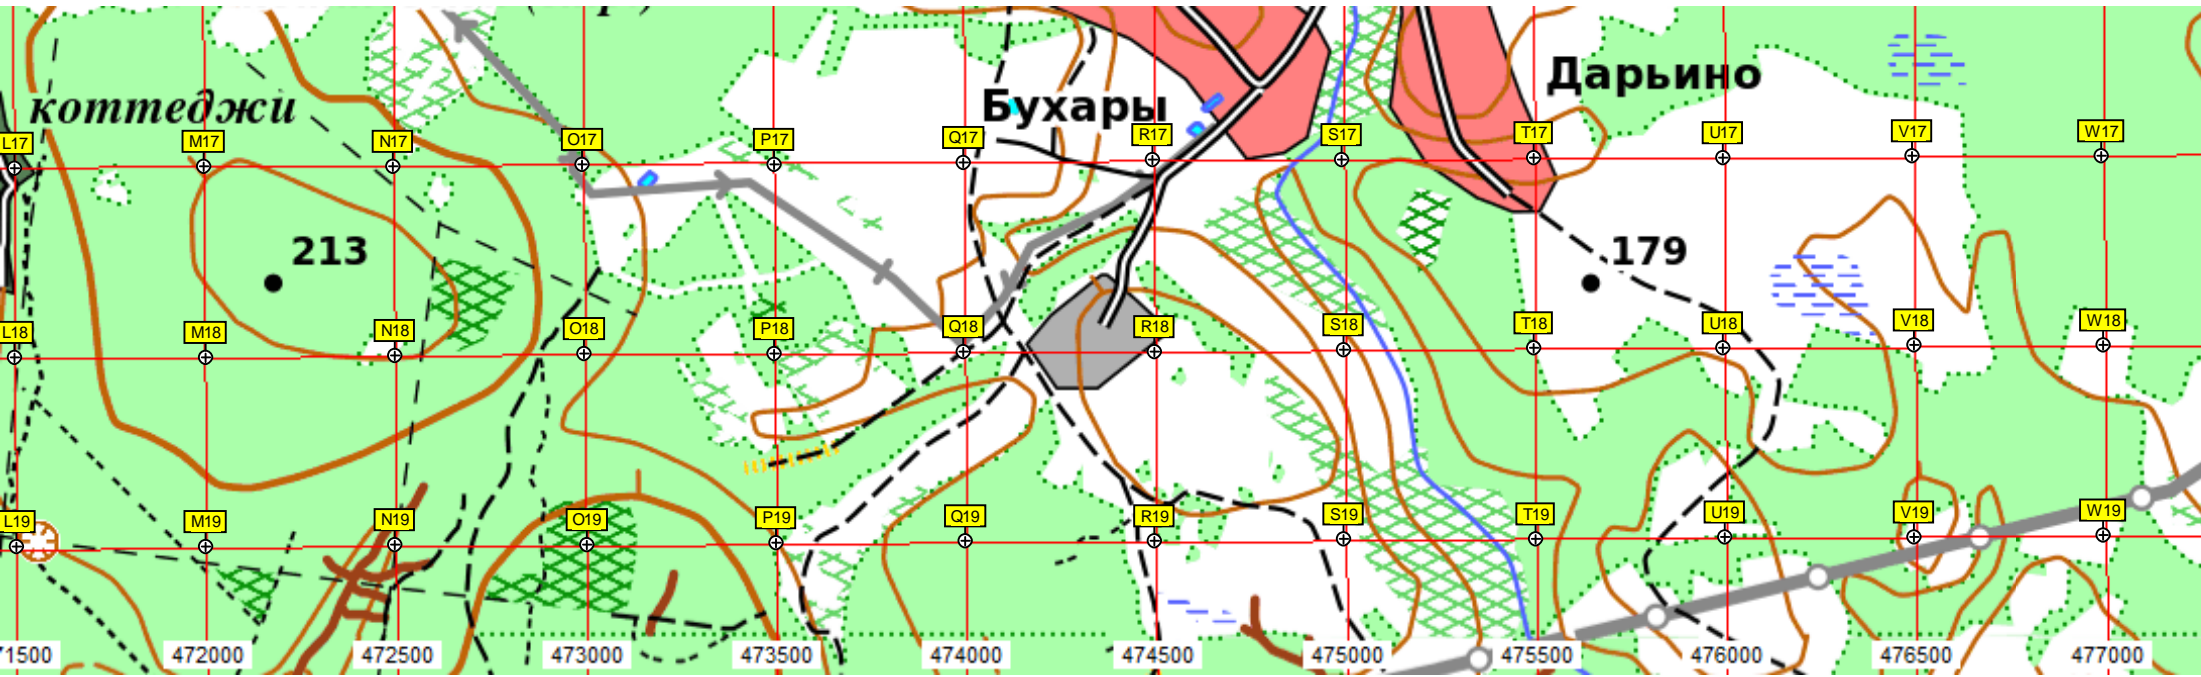 Дарьино
коттеджи
Бухары
L17 M17 N17 O17 P17 Q17 R17 S17 T17 U17 V17 W17
213
179
L18 M18 N18 O18 P18 Q18 R18 S18 T18 U18 V18 W18
L19 M19 N19 O19 P19 Q19 R19 S19 T19 U19 V19 W19
71500 472000 472500 473000 473500 474000 474500 475000 475500 476000 476500 477000